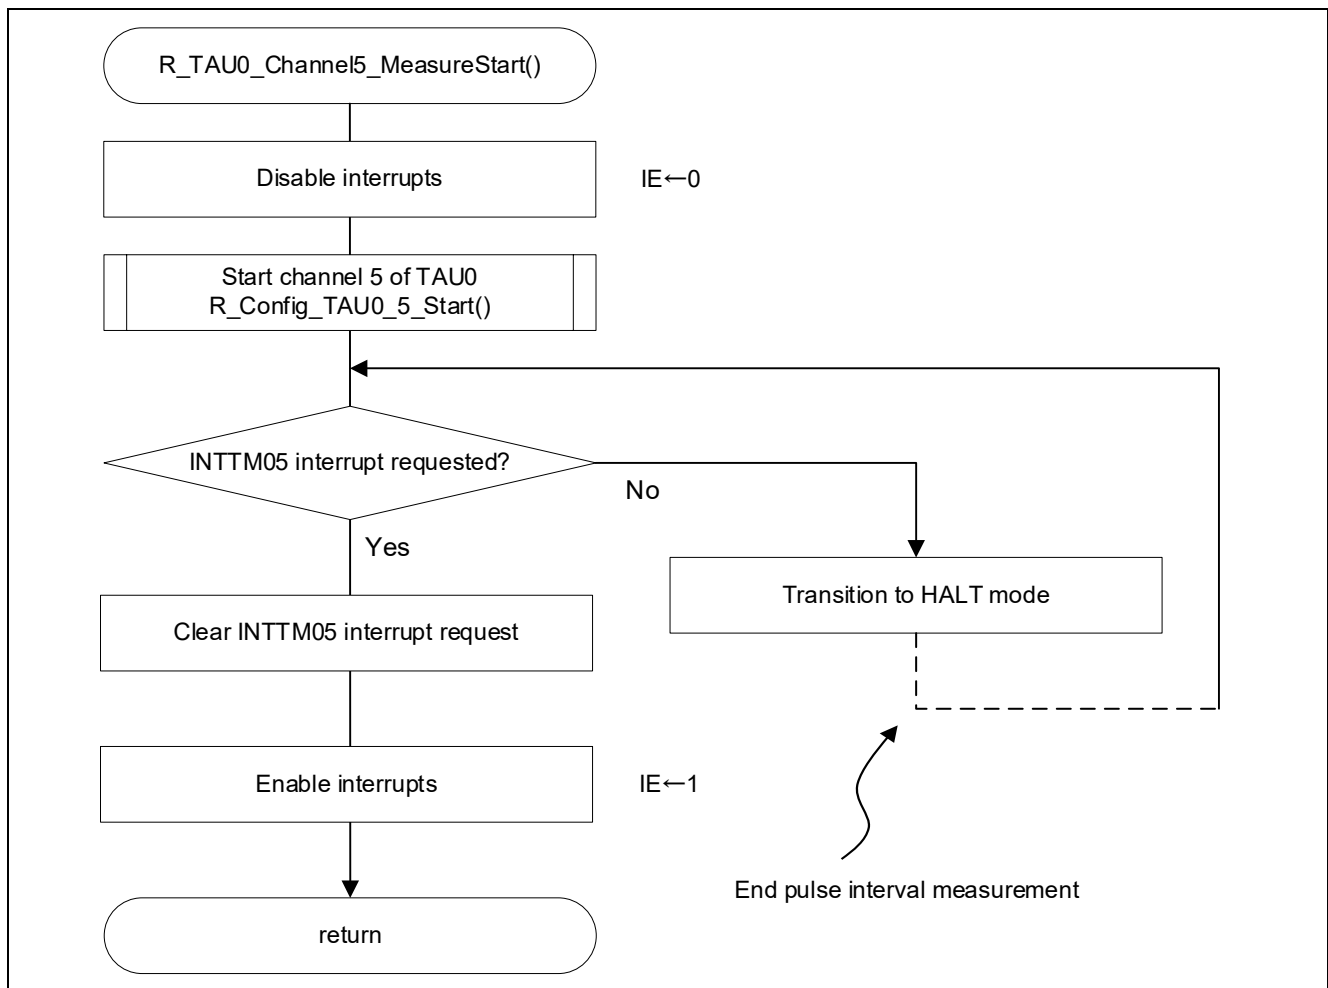 R_TAU0_Channel5_MeasureStart()
Disable interrupts
IE←0
Start channel 5 of TAU0
R_Config_TAU0_5_Start()
INTTM05 interrupt requested?
No
Yes
Transition to HALT mode
Clear INTTM05 interrupt request
Enable interrupts
IE←1
End pulse interval measurement
return